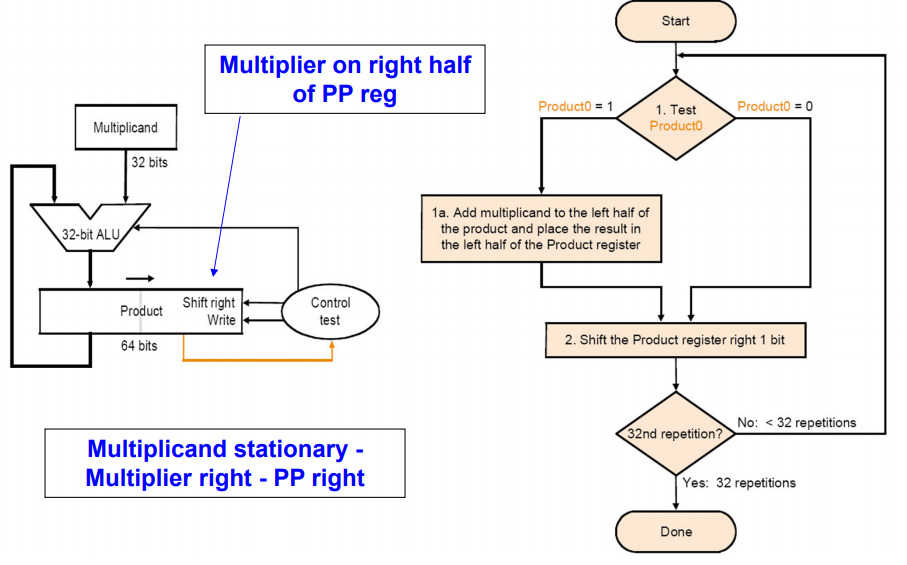 Multiplier on right half
of PP reg
Multiplicand
32 bits
32-bit ALU
Product
Shift right
Write
64 bits
Control
test
Multiplicand stationary -
Multiplier right - PP right
Start
1. Test
Product0
Product0 = 1
Product0 = 0
1a. Add multiplicand to the left half of
the product and place the result in
the left half of the Product register
2. Shift the Product register right 1 bit
32nd repetition?
No: < 32 repetitions
Yes: 32 repetitions
Done